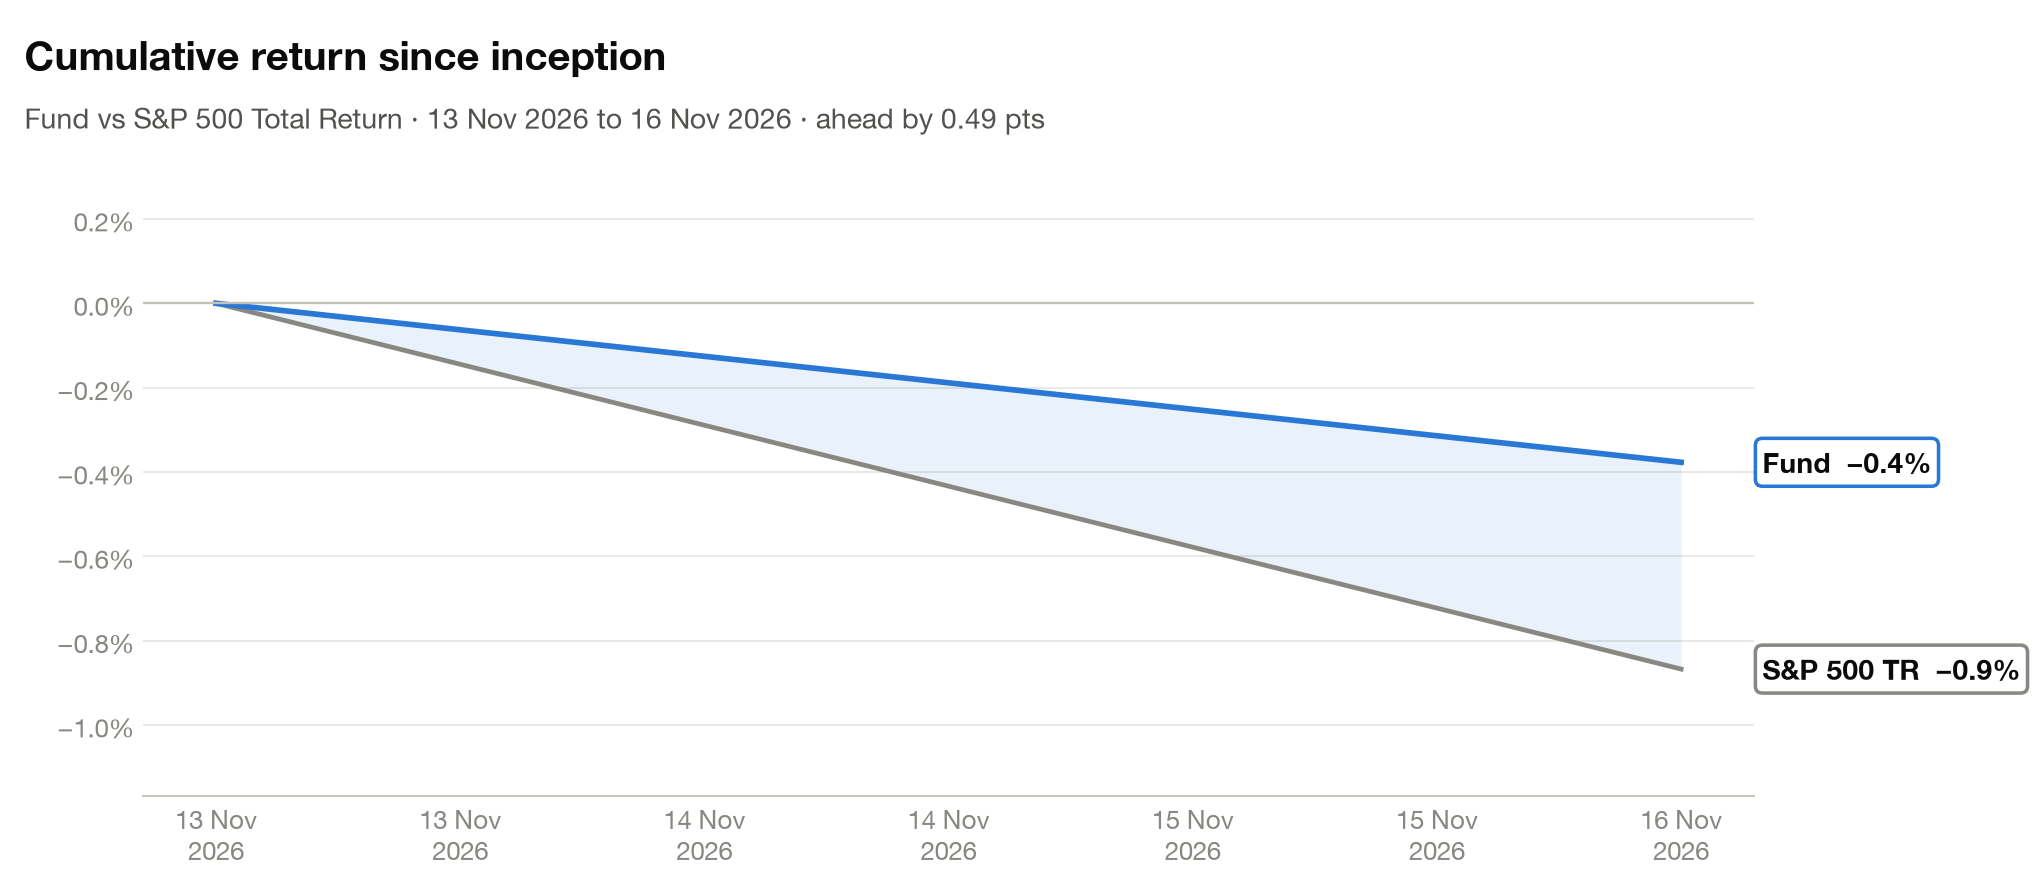 Cumulative return since inception
Fund vs S&P 500 Total Return · 13 Nov 2026 to 16 Nov 2026 · ahead by 0.49 pts
0.2%
0.0%
−0.2%
−0.4%
−0.6%
−0.8%
−1.0%
Fund −0.4%
S&P 500 TR −0.9%
13 Nov
2026
13 Nov
2026
14 Nov
2026
14 Nov
2026
15 Nov
2026
15 Nov
2026
16 Nov
2026